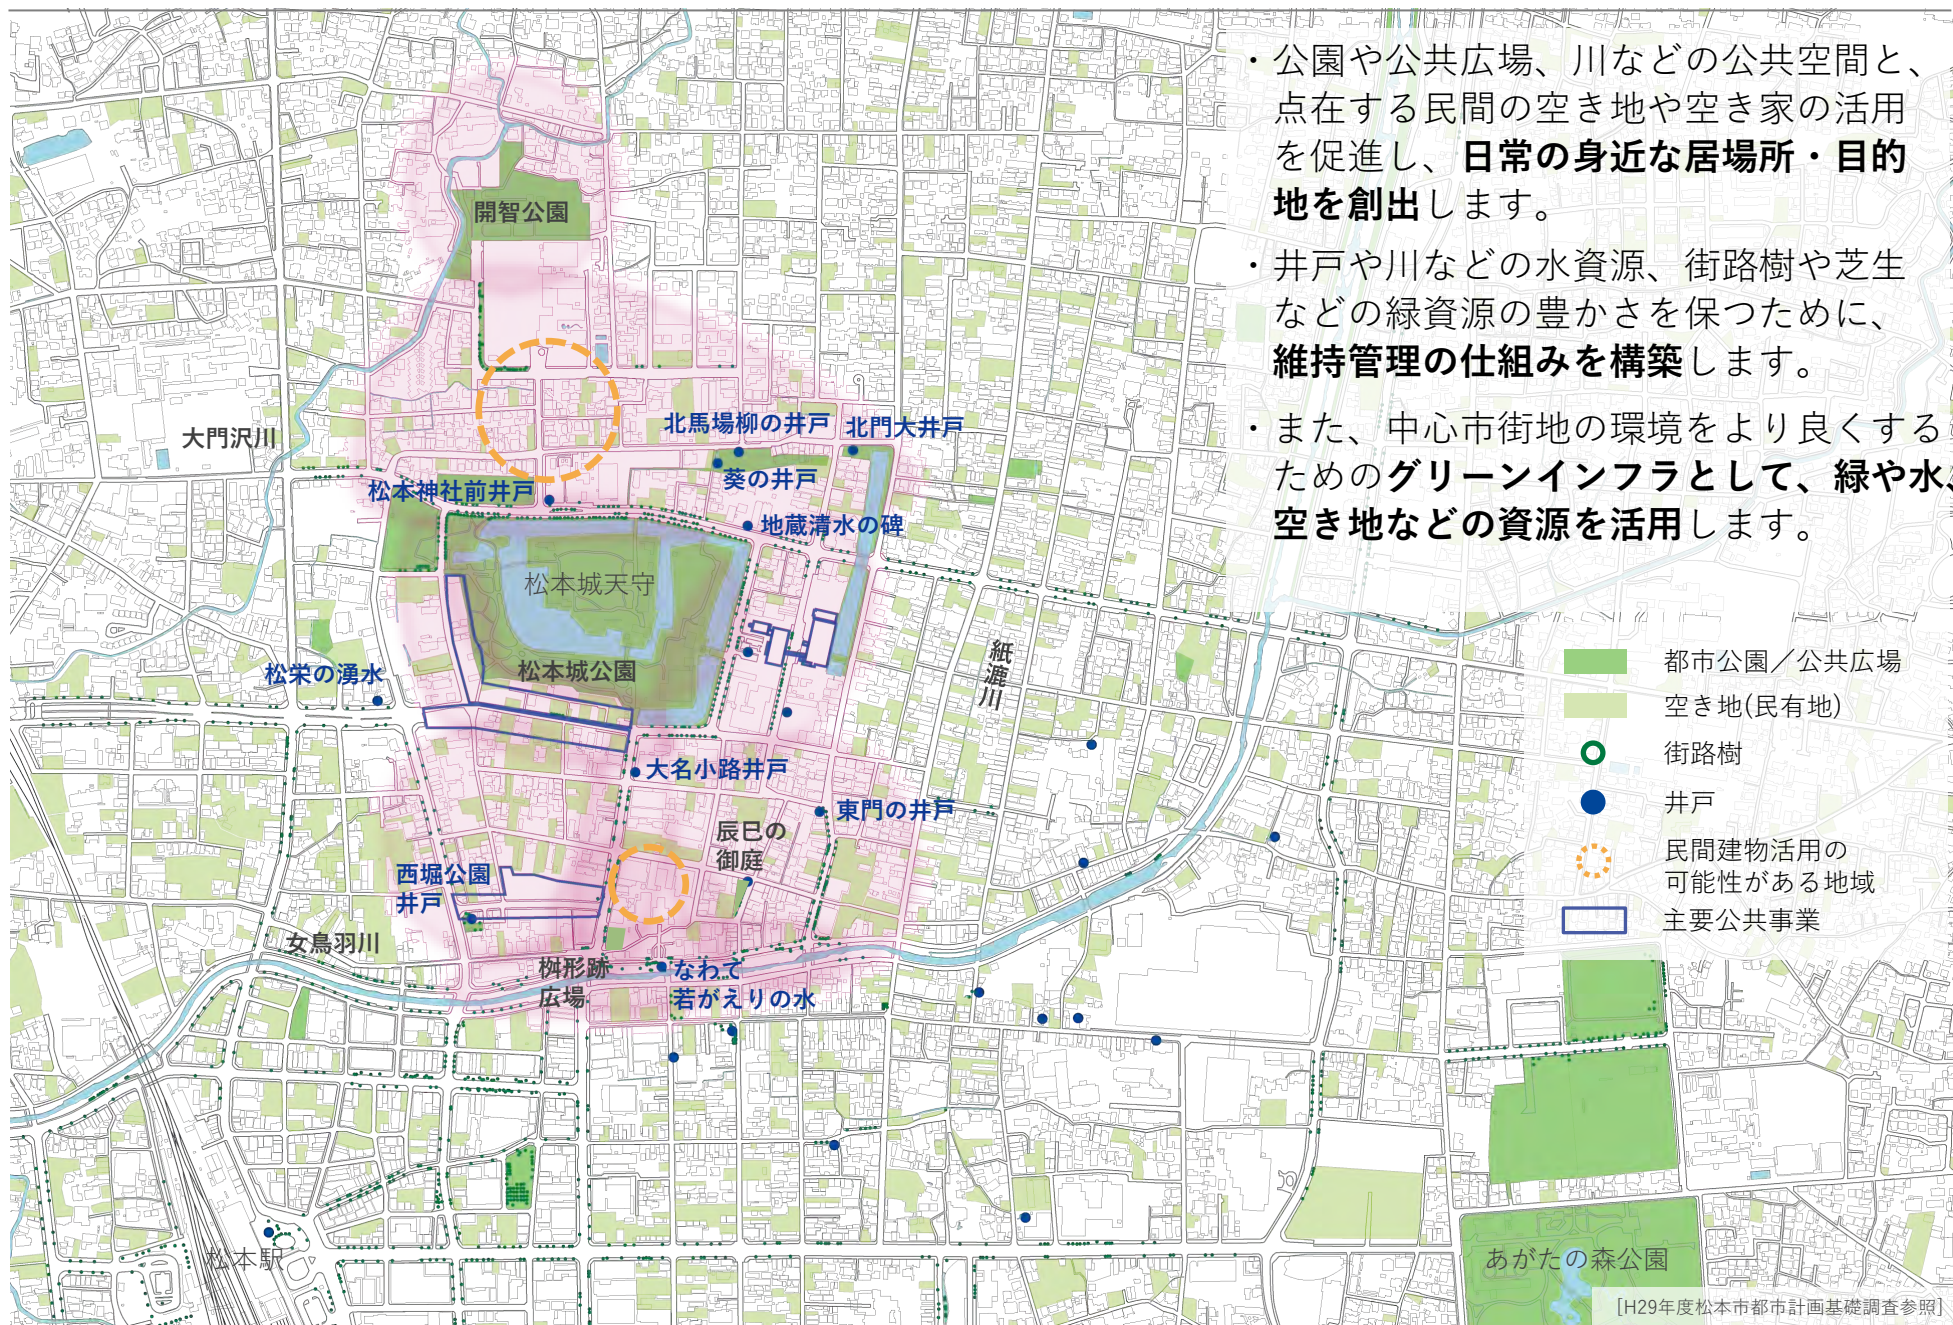 ・公園や公共広場、川などの公共空間と、
点在する民間の空き地や空き家の活用
を促進し、日常の身近な居場所・目的
地を創出します。
・井戸や川などの水資源、街路樹や芝生
などの緑資源の豊かさを保つために、
維持管理の仕組みを構築します。
・また、中心市街地の環境をより良くする
ためのグリーンインフラとして、緑や水、
空き地などの資源を活用します。
開智公園
大門沢川
北馬場柳の井戸
北門大井戸
葵の井戸
松本神社前井戸
地蔵清水の碑
松本城天守
松本城公園
松栄の湧水
紙漉川
大名小路井戸
東門の井戸
辰巳の
御庭
西堀公園
井戸
女鳥羽川
桝形跡
広場
なわて
若がえりの水
松本駅
あがたの森公園
都市公園／公共広場
空き地(民有地)
街路樹
井戸
民間建物活用の
可能性がある地域
主要公共事業
[H29年度松本市都市計画基礎調査参照]